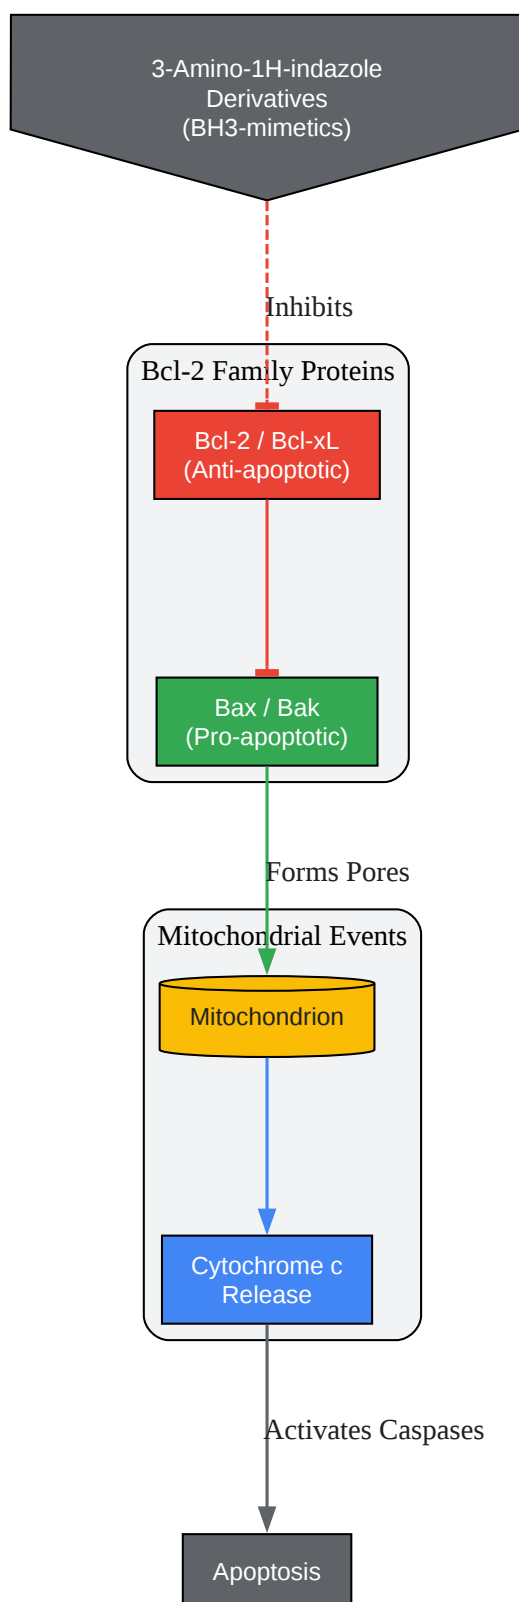 3-Amino-1H-indazole
Derivatives
(BH3-mimetics)
Inhibits
Bcl-2 Family Proteins
Bcl-2 / Bcl-xL
(Anti-apoptotic)
Bax / Bak
(Pro-apoptotic)
Forms Pores
Mitochondrial Events
Mitochondrion
Cytochrome c
Release
Activates Caspases
Apoptosis